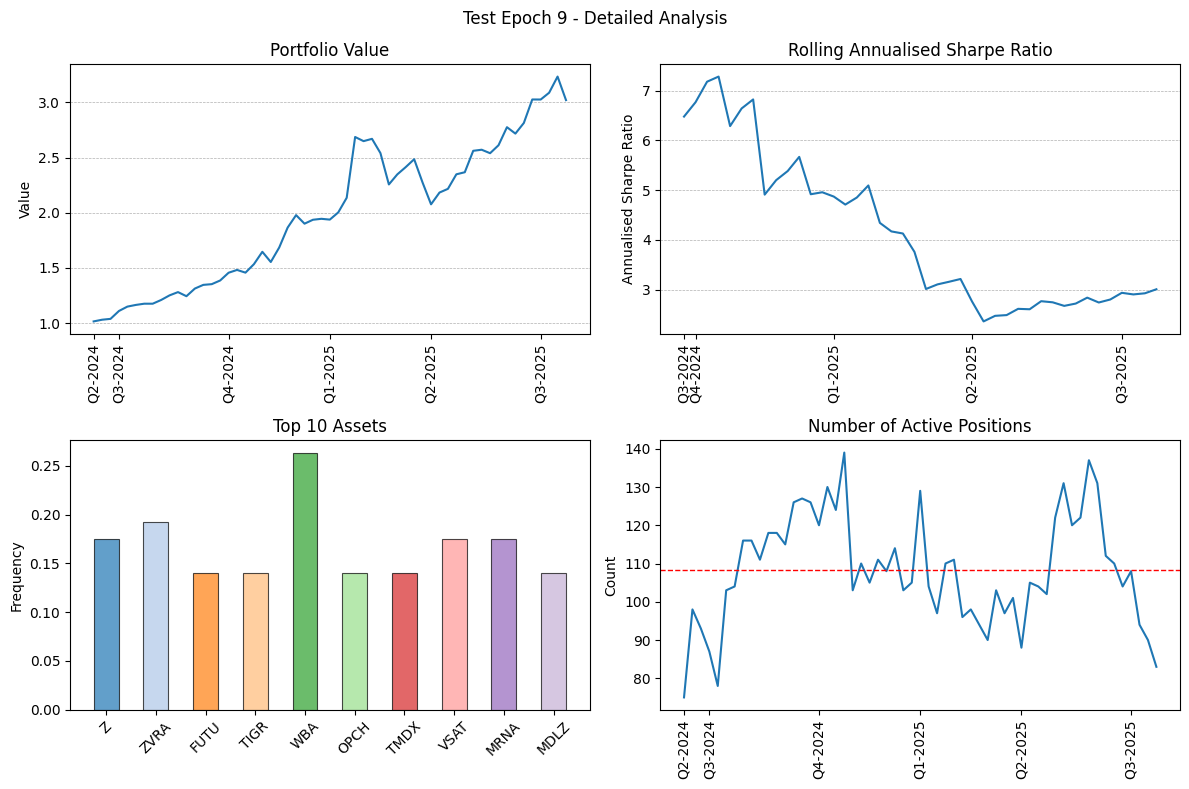 Test Epoch 9 - Detailed Analysis
Portfolio Value
Value
3.0
2.5
2.0
1.5
1.0
Q2-2024
Q3-2024
Q4-2024
Q1-2025
Q2-2025
Q3-2025
Rolling Annualised Sharpe Ratio
Annualised Sharpe Ratio
7
6
5
4
3
Q3-2024
Q4-2024
Q1-2025
Q2-2025
Q3-2025
Top 10 Assets
Frequency
0.25
0.20
0.15
0.10
0.05
0.00
Z
ZVRA
FUTU
TIGR
WBA
OPCH
TMDX
VSAT
MRNA
MDLZ
Number of Active Positions
Count
140
130
120
110
100
90
80
Q2-2024
Q3-2024
Q4-2024
Q1-2025
Q2-2025
Q3-2025